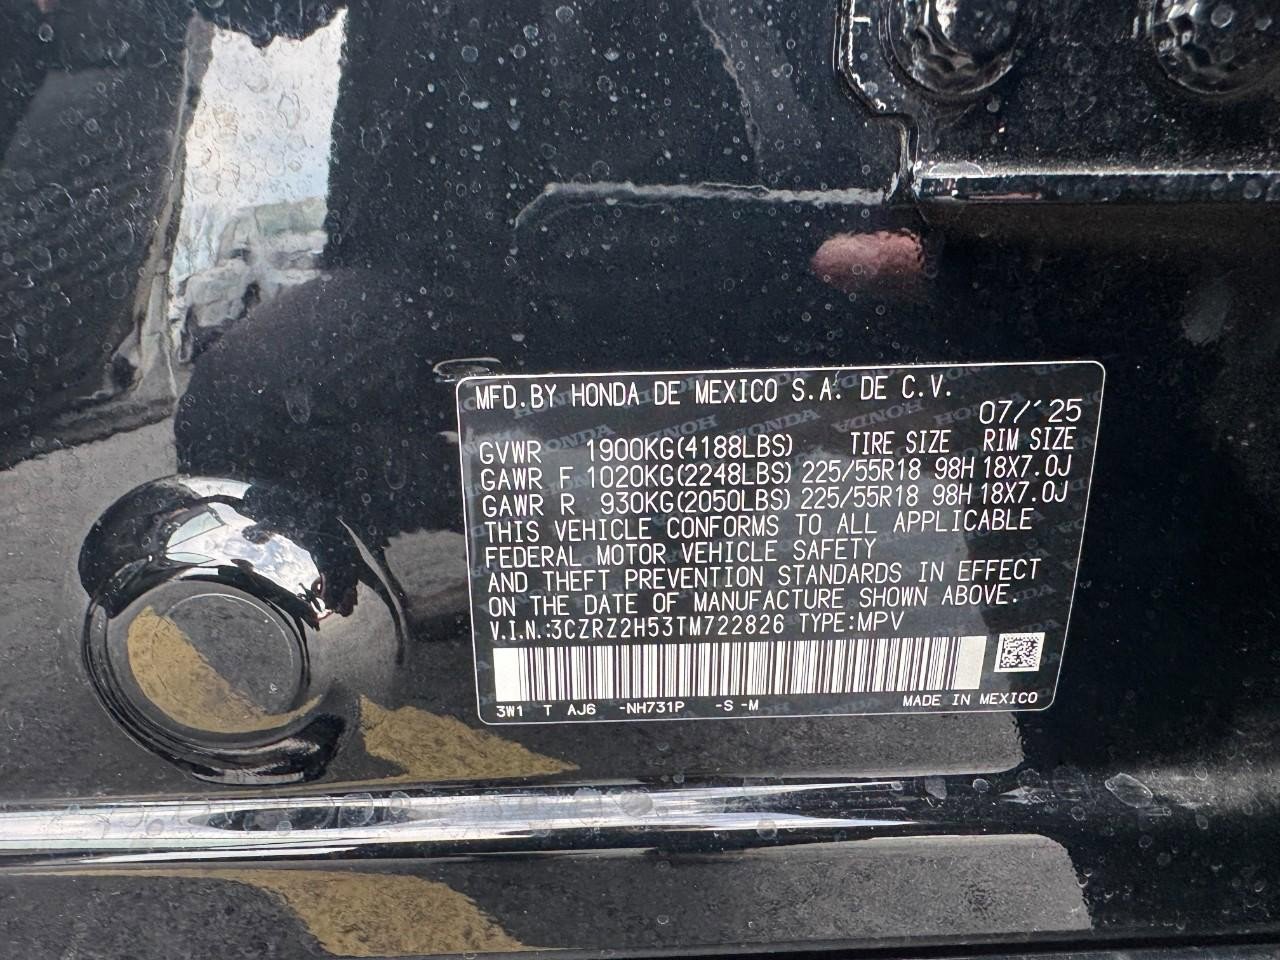 MFD. BY HONDA DE MEXICO S.A. DE C.V.
07/'25
GVWR 1900KG(4188LBS) TIRE SIZE RIM SIZE
GAWR F 1020KG(2248LBS) 225/55R18 98H 18X7.0J
GAWR R 930KG(2050LBS) 225/55R18 98H 18X7.0J
THIS VEHICLE CONFORMS TO ALL APPLICABLE
FEDERAL MOTOR VEHICLE SAFETY
AND THEFT PREVENTION STANDARDS IN EFFECT
ON THE DATE OF MANUFACTURE SHOWN ABOVE.
V.I.N.:3CZRZ2H53TM722826 TYPE:MPV
3W1 T AJ6 -NH731P -S -M MADE IN MEXICO